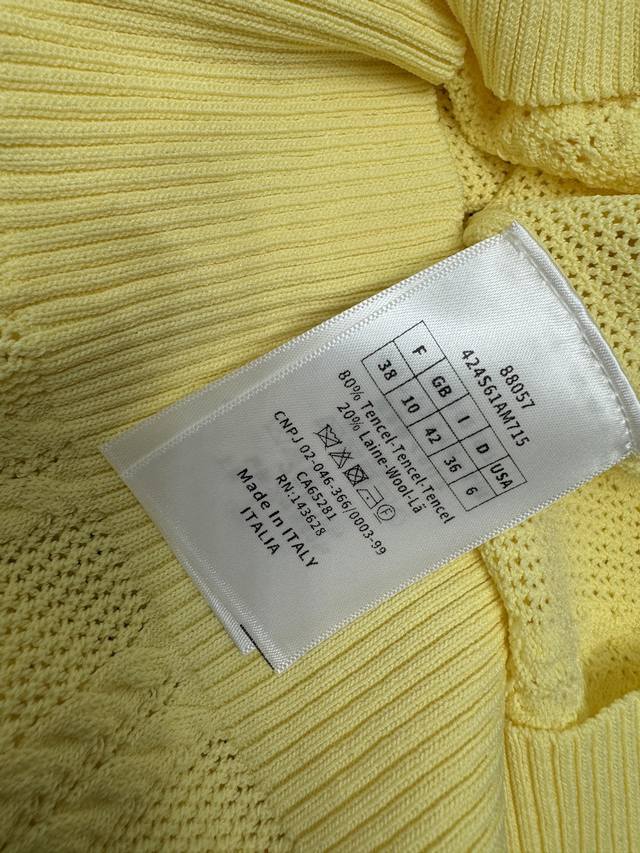 88057
424S61AM715
F GB I D USA
38 10 42 36 6
80% Tencel-Tencel-Tencel
20% Laine-Wool-Lã
CNPJ 02-046-366/0003-99
CA65281
RN:143628
Made In ITALY
ITALIA